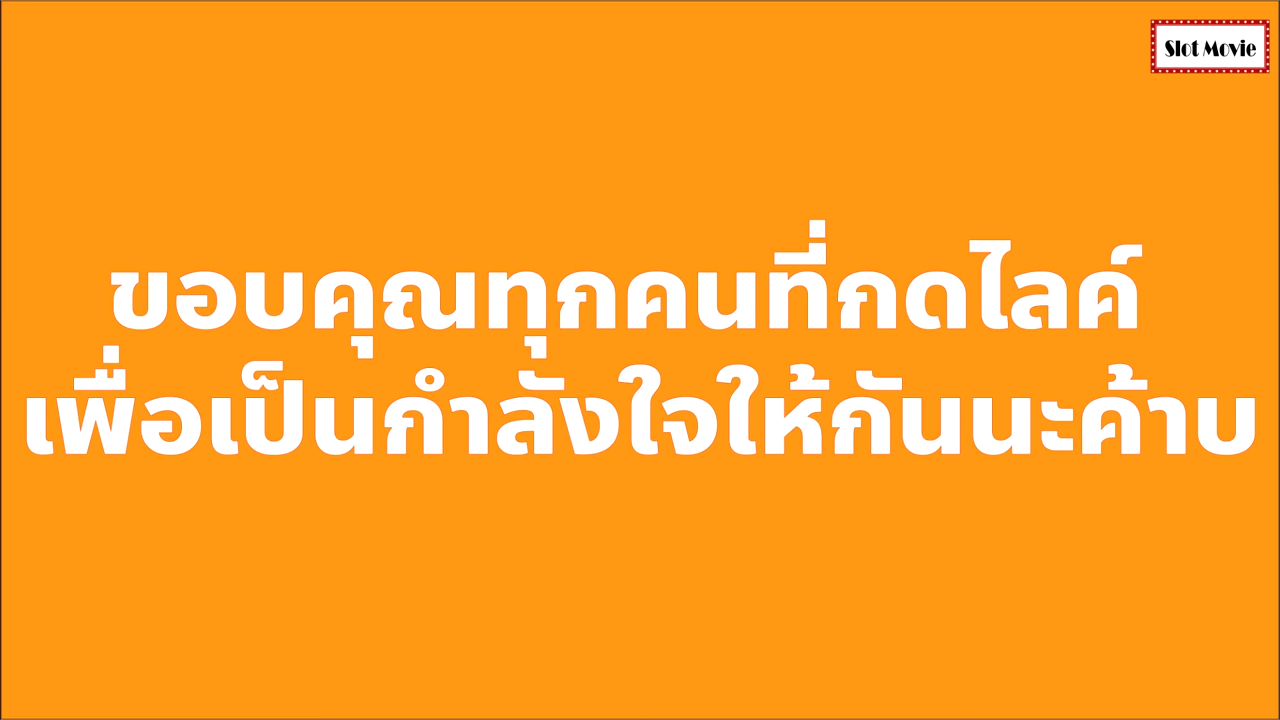 Slot Movie
ขอบคุณทุกคนที่กดไลค์
เพื่อเป็นกำลังใจให้กันนะค้าบ